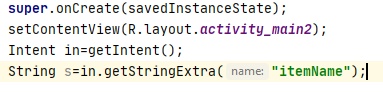 super.onCreate(savedInstanceState);
setContentView(R.layout.activity_main2);
Intent in=getIntent();
String s=in.getStringExtra( name: "itemName");